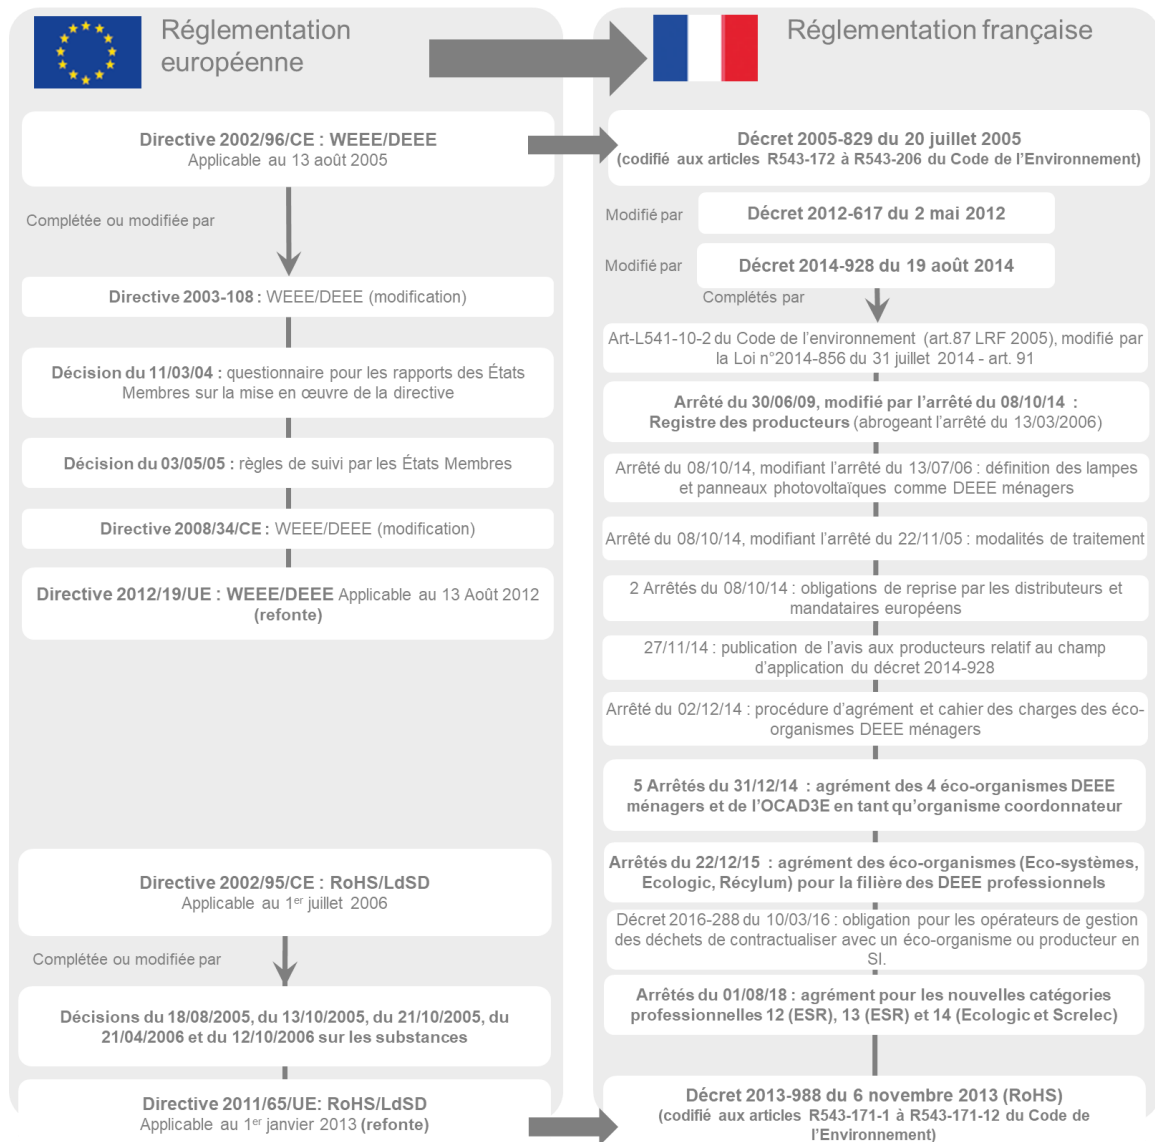 Réglementation
européenne
Directive 2002/96/CE : WEEE/DEEE
Applicable au 13 août 2005
Complétée ou modifiée par
Directive 2003-108 : WEEE/DEEE (modification)
Décision du 11/03/04 : questionnaire pour les rapports des États
Membres sur la mise en œuvre de la directive
Décision du 03/05/05 : règles de suivi par les États Membres
Directive 2008/34/CE : WEEE/DEEE (modification)
Directive 2012/19/UE : WEEE/DEEE Applicable au 13 Août 2012
(refonte)
Directive 2002/95/CE : RoHS/LdSD
Applicable au 1er juillet 2006
Complétée ou modifiée par
Décisions du 18/08/2005, du 13/10/2005, du 21/10/2005, du
21/04/2006 et du 12/10/2006 sur les substances
Directive 2011/65/UE: RoHS/LdSD
Applicable au 1er janvier 2013 (refonte)
Réglementation française
Décret 2005-829 du 20 juillet 2005
(codifié aux articles R543-172 à R543-206 du Code de l'Environnement)
Modifié par
Décret 2012-617 du 2 mai 2012
Modifié par
Décret 2014-928 du 19 août 2014
Complétés par
Art-L541-10-2 du Code de l'environnement (art.87 LRF 2005), modifié par
la Loi n°2014-856 du 31 juillet 2014 - art. 91
Arrêté du 30/06/09, modifié par l'arrêté du 08/10/14 :
Registre des producteurs (abrogeant l'arrêté du 13/03/2006)
Arrêté du 08/10/14, modifiant l'arrêté du 13/07/06 : définition des lampes
et panneaux photovoltaïques comme DEEE ménagers
Arrêté du 08/10/14, modifiant l'arrêté du 22/11/05 : modalités de traitement
2 Arrêtés du 08/10/14 : obligations de reprise par les distributeurs et
mandataires européens
27/11/14 : publication de l'avis aux producteurs relatif au champ
d'application du décret 2014-928
Arrêté du 02/12/14 : procédure d'agrément et cahier des charges des éco-
organismes DEEE ménagers
5 Arrêtés du 31/12/14 : agrément des 4 éco-organismes DEEE
ménagers et de l'OCAD3E en tant qu'organisme coordonnateur
Arrêtés du 22/12/15 : agrément des éco-organismes (Eco-systèmes,
Ecologic, Récylum) pour la filière des DEEE professionnels
Décret 2016-288 du 10/03/16 : obligation pour les opérateurs de gestion
des déchets de contractualiser avec un éco-organisme ou producteur en
SI.
Arrêtés du 01/08/18 : agrément pour les nouvelles catégories
professionnelles 12 (ESR), 13 (ESR) et 14 (Ecologic et Screlec)
Décret 2013-988 du 6 novembre 2013 (RoHS)
(codifié aux articles R543-171-1 à R543-171-12 du Code de
l'Environnement)